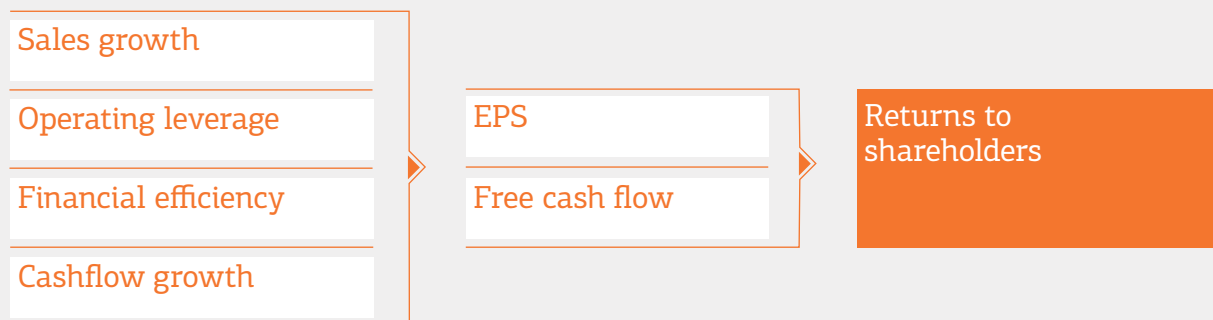 Sales growth
Operating leverage
Financial efficiency
Cashflow growth
EPS
Free cash flow
Returns to
shareholders